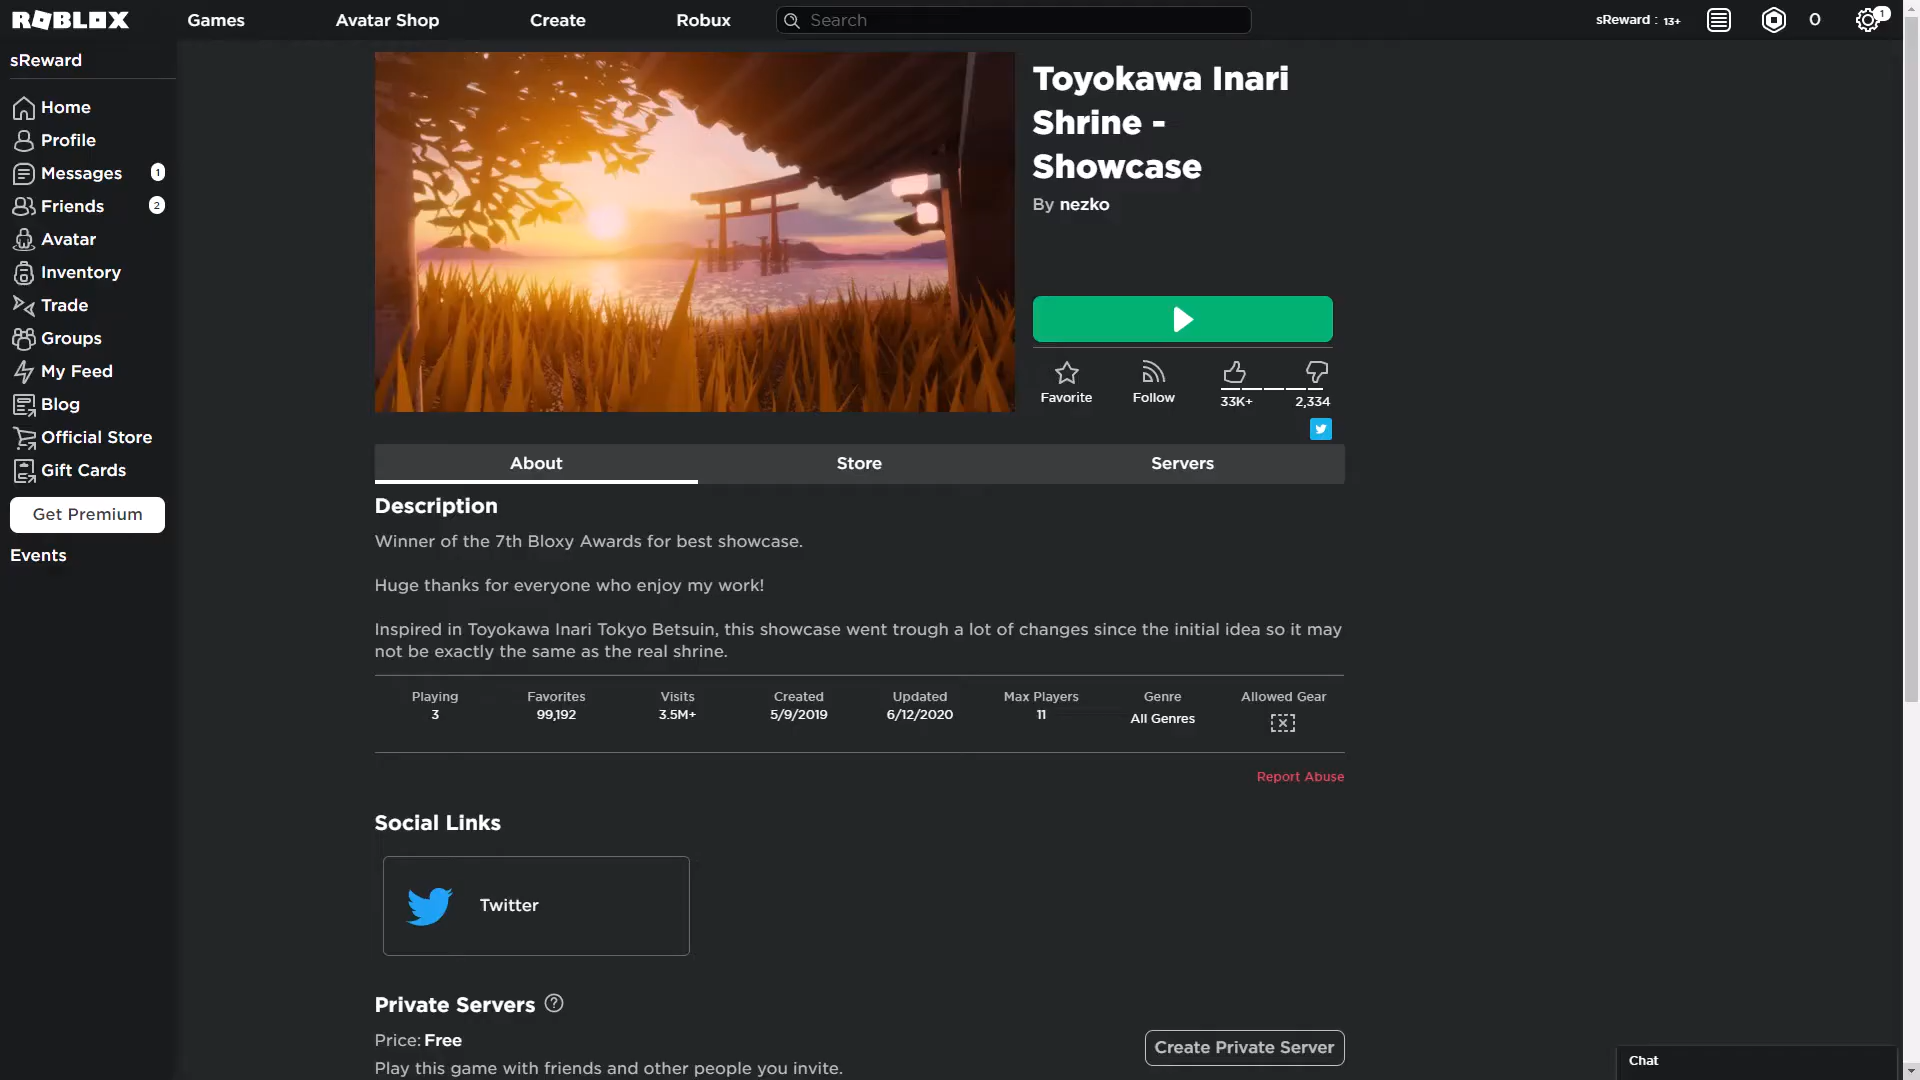 ROBLOX
Games
Avatar Shop
Create
Robux
Search
sReward : 13+
0
1
sReward
Home
Profile
Messages 1
Friends 2
Avatar
Inventory
Trade
Groups
My Feed
Blog
Official Store
Gift Cards
Get Premium
Events
Toyokawa Inari
Shrine -
Showcase
By nezko
Favorite
Follow
33K+
2,334
About
Store
Servers
Description
Winner of the 7th Bloxy Awards for best showcase.
Huge thanks for everyone who enjoy my work!
Inspired in Toyokawa Inari Tokyo Betsuin, this showcase went trough a lot of changes since the initial idea so it may
not be exactly the same as the real shrine.
Playing Favorites Visits Created Updated Max Players Genre Allowed Gear
3 99,192 3.5M+ 5/9/2019 6/12/2020 11 All Genres
Report Abuse
Social Links
Twitter
Private Servers ?
Price: Free
Create Private Server
Play this game with friends and other people you invite.
Chat